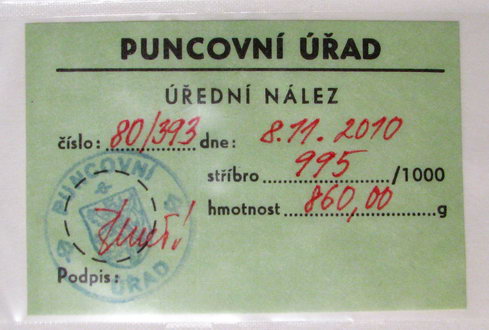 PUNCOVNÍ ÚŘAD
ÚŘEDNÍ NÁLEZ
číslo: 80/393 dne: 8.11. 2010
stříbro 995 /1000
hmotnost 860,00 g
PUNCOVNÍ
ÚŘAD
Podpis: